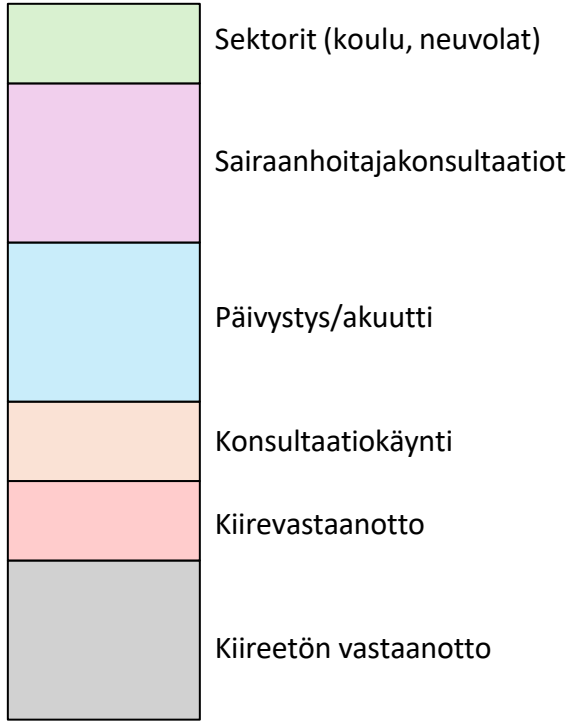 Sektorit (koulu, neuvolat)
Sairaanhoitajakonsultaatiot
Päivystys/akuutti
Konsultaatiokäynti
Kiirevastaanotto
Kiireetön vastaanotto